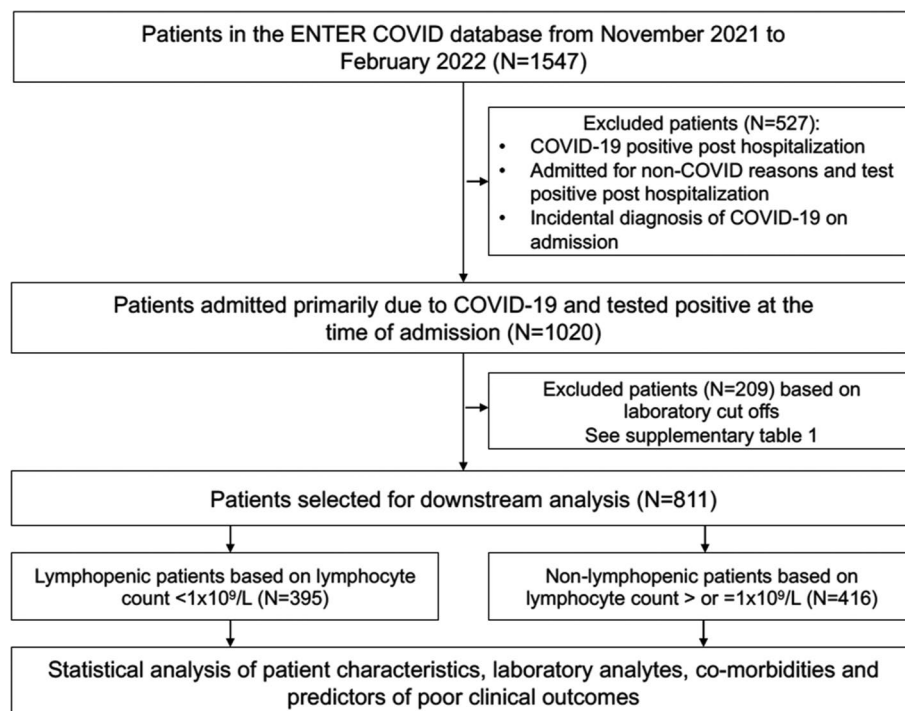 Patients in the ENTER COVID database from November 2021 to
February 2022 (N=1547)
Excluded patients (N=527):
• COVID-19 positive post hospitalization
• Admitted for non-COVID reasons and test
positive post hospitalization
• Incidental diagnosis of COVID-19 on
admission
Patients admitted primarily due to COVID-19 and tested positive at the
time of admission (N=1020)
Excluded patients (N=209) based on
laboratory cut offs
See supplementary table 1
Patients selected for downstream analysis (N=811)
Lymphopenic patients based on lymphocyte
count <1x10⁹/L (N=395)
Non-lymphopenic patients based on
lymphocyte count > or =1x10⁹/L (N=416)
Statistical analysis of patient characteristics, laboratory analytes, co-morbidities and
predictors of poor clinical outcomes